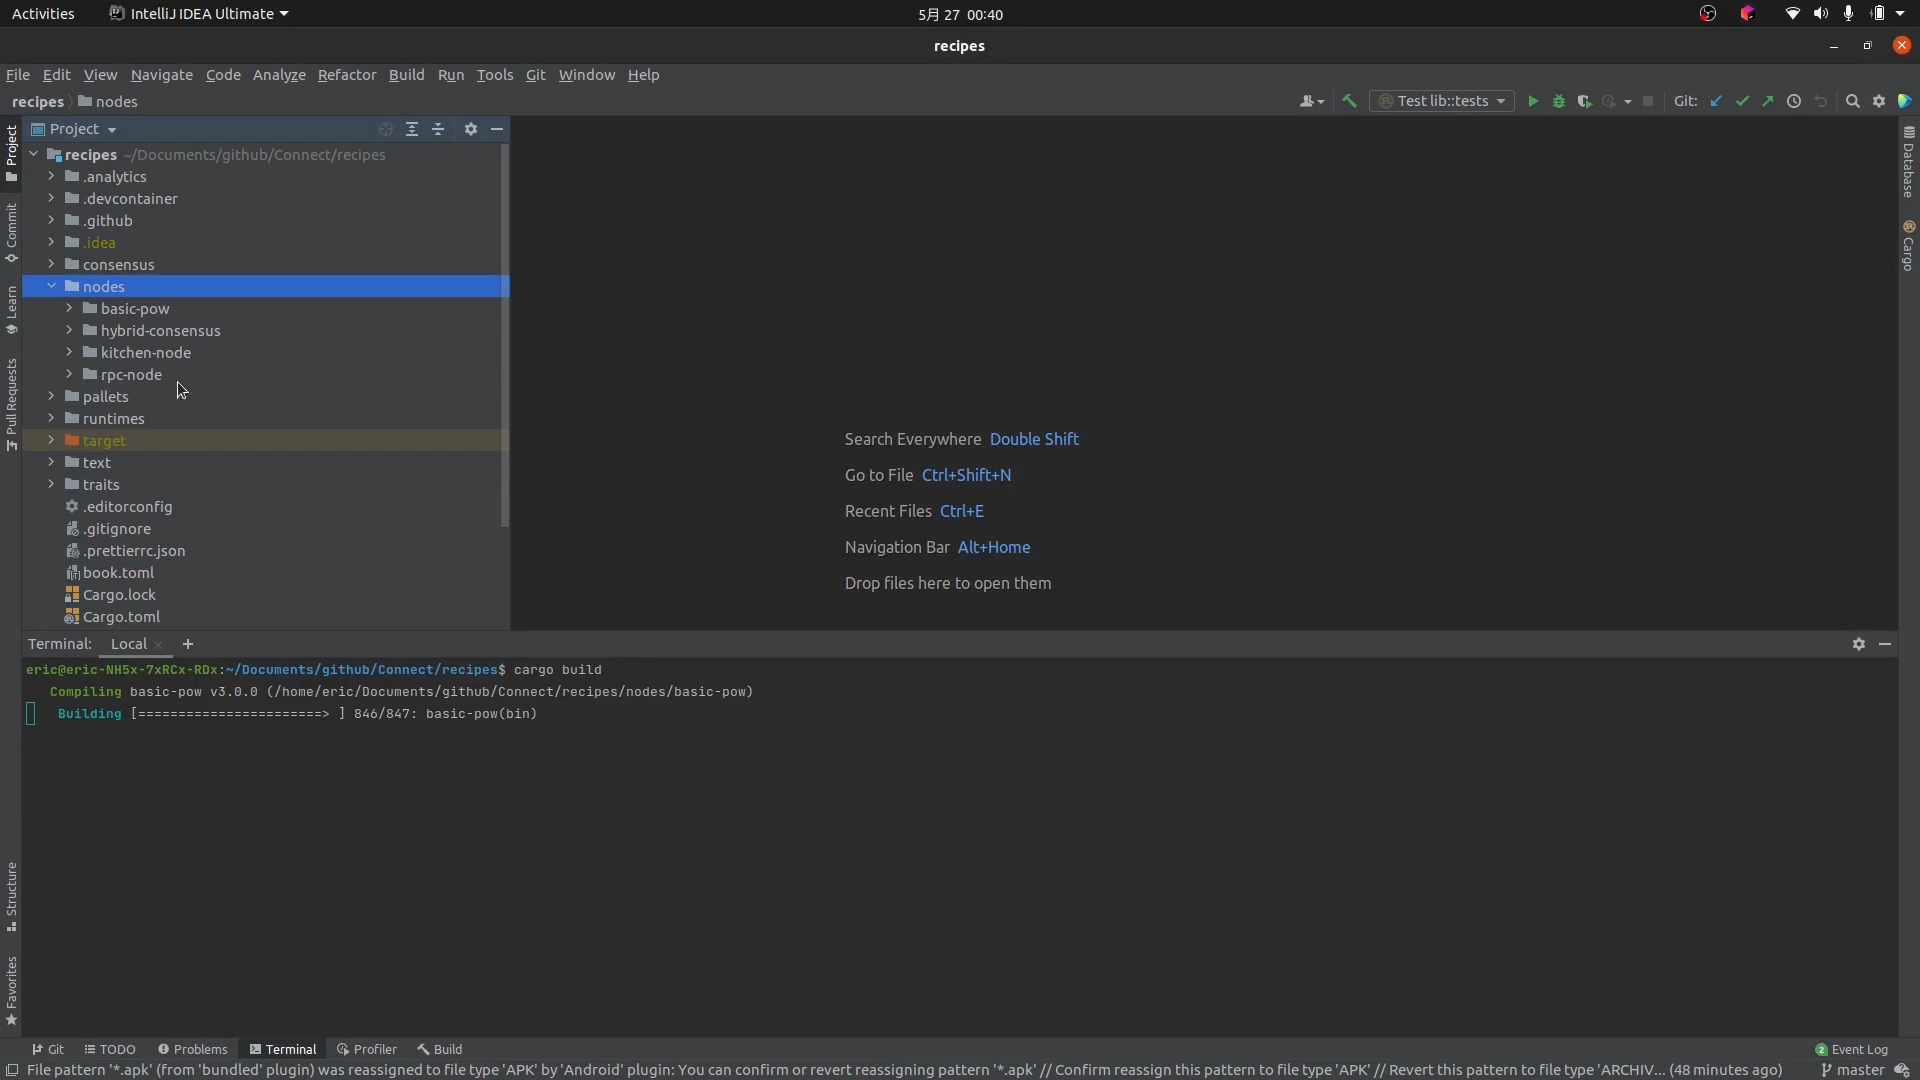 Activities IntelliJ IDEA Ultimate 5月 27 00:40
recipes
File Edit View Navigate Code Analyze Refactor Build Run Tools Git Window Help
recipes nodes Test lib::tests Git:
Project
recipes ~/Documents/github/Connect/recipes
.analytics
.devcontainer
.github
.idea
consensus
nodes
basic-pow
hybrid-consensus
kitchen-node
rpc-node
pallets
runtimes
target
text
traits
.editorconfig
.gitignore
.prettierrc.json
book.toml
Cargo.lock
Cargo.toml
Project
Commit
Learn
Pull Requests
Structure
Favorites
Search Everywhere Double Shift
Go to File Ctrl+Shift+N
Recent Files Ctrl+E
Navigation Bar Alt+Home
Drop files here to open them
Database
Cargo
Terminal: Local × +
eric@eric-NH5x-7xRCx-RDx:~/Documents/github/Connect/recipes$ cargo build
Compiling basic-pow v3.0.0 (/home/eric/Documents/github/Connect/recipes/nodes/basic-pow)
Building [=======================> ] 846/847: basic-pow(bin)
Git TODO Problems Terminal Profiler Build 2 Event Log
File pattern '*.apk' (from 'bundled' plugin) was reassigned to file type 'APK' by 'Android' plugin: You can confirm or revert reassigning pattern '*.apk' // Confirm reassign this pattern to file type 'APK' // Revert this pattern to file type 'ARCHIV... (48 minutes ago) master